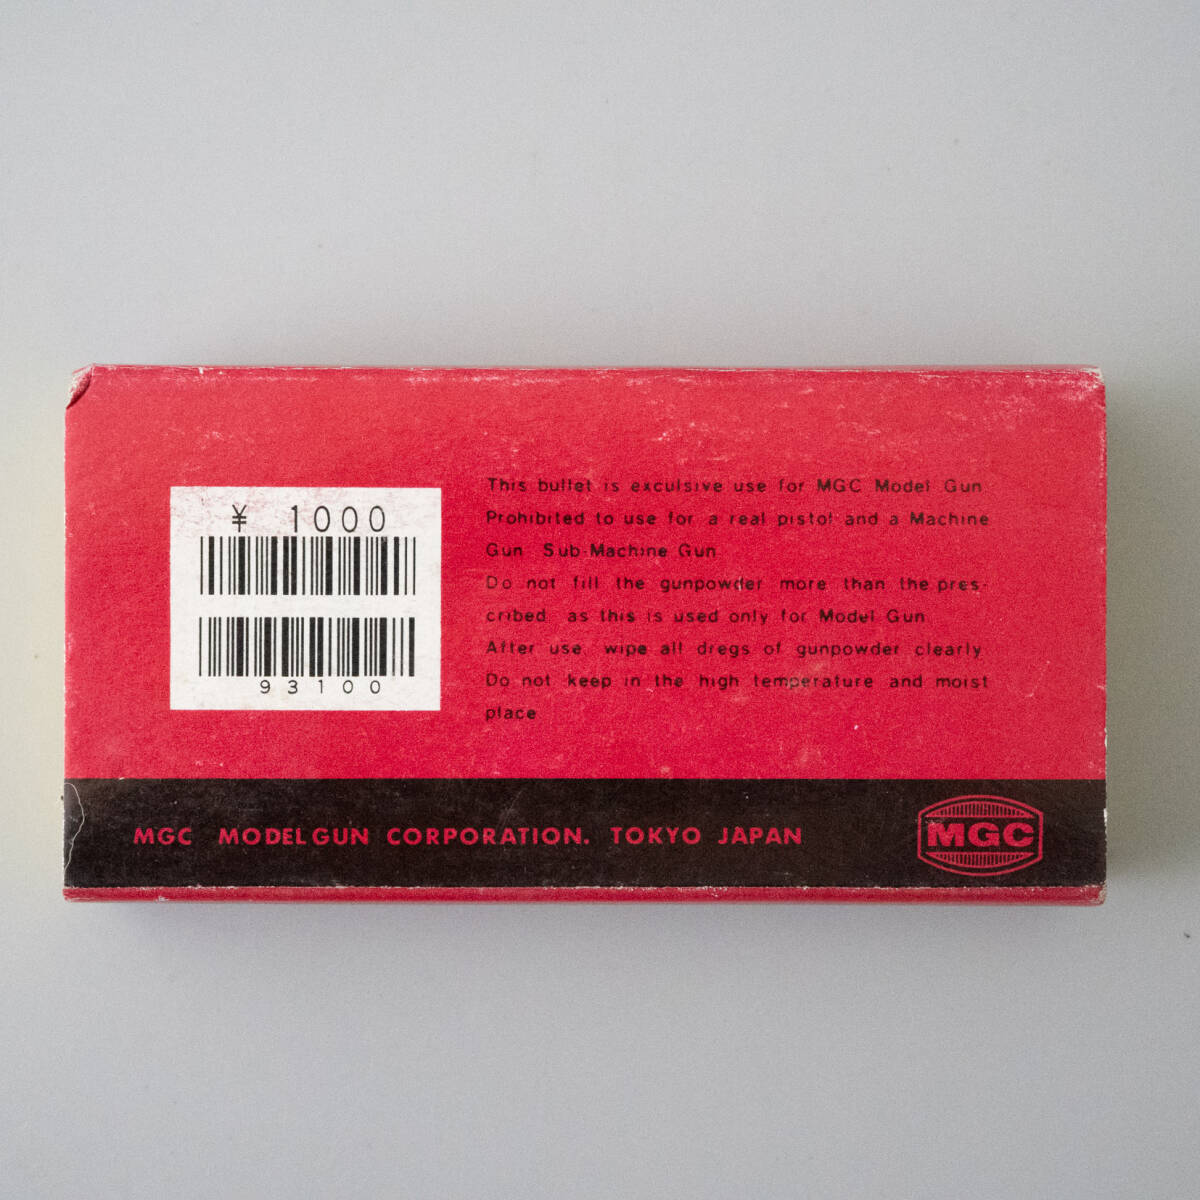 ¥ 1000
93100
This bullet is exculsive use for MGC Model Gun
Prohibited to use for a real pistol and a Machine
Gun Sub-Machine Gun
Do not fill the gunpowder more than the pres-
cribed as this is used only for Model Gun
After use, wipe all dregs of gunpowder clearly
Do not keep in the high temperature and moist
place
MGC MODEL GUN CORPORATION. TOKYO JAPAN
MGC